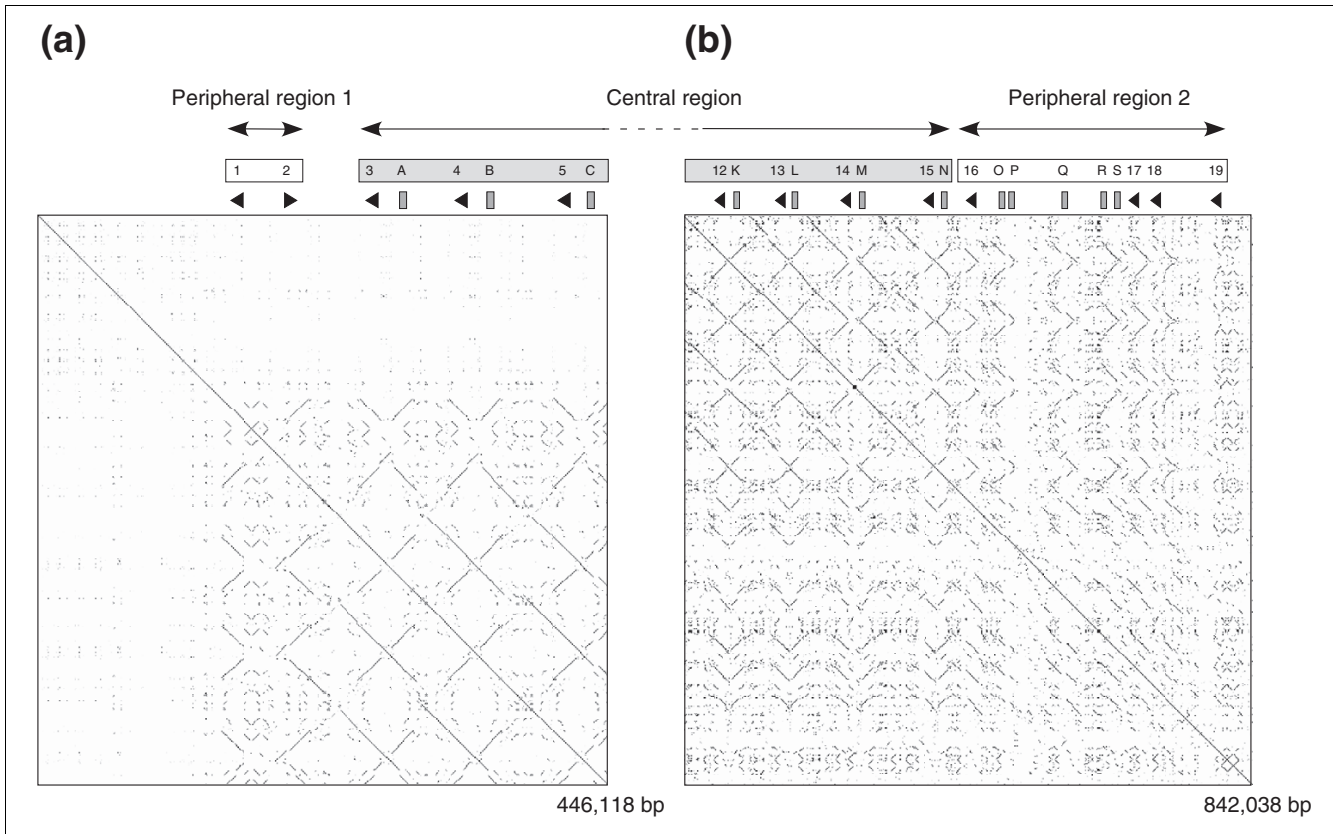 (a) (b)
Peripheral region 1 Central region Peripheral region 2
1 2 3 A 4 B 5 C 12 K 13 L 14 M 15 N 16 O P Q R S 17 18 19
446,118 bp 842,038 bp